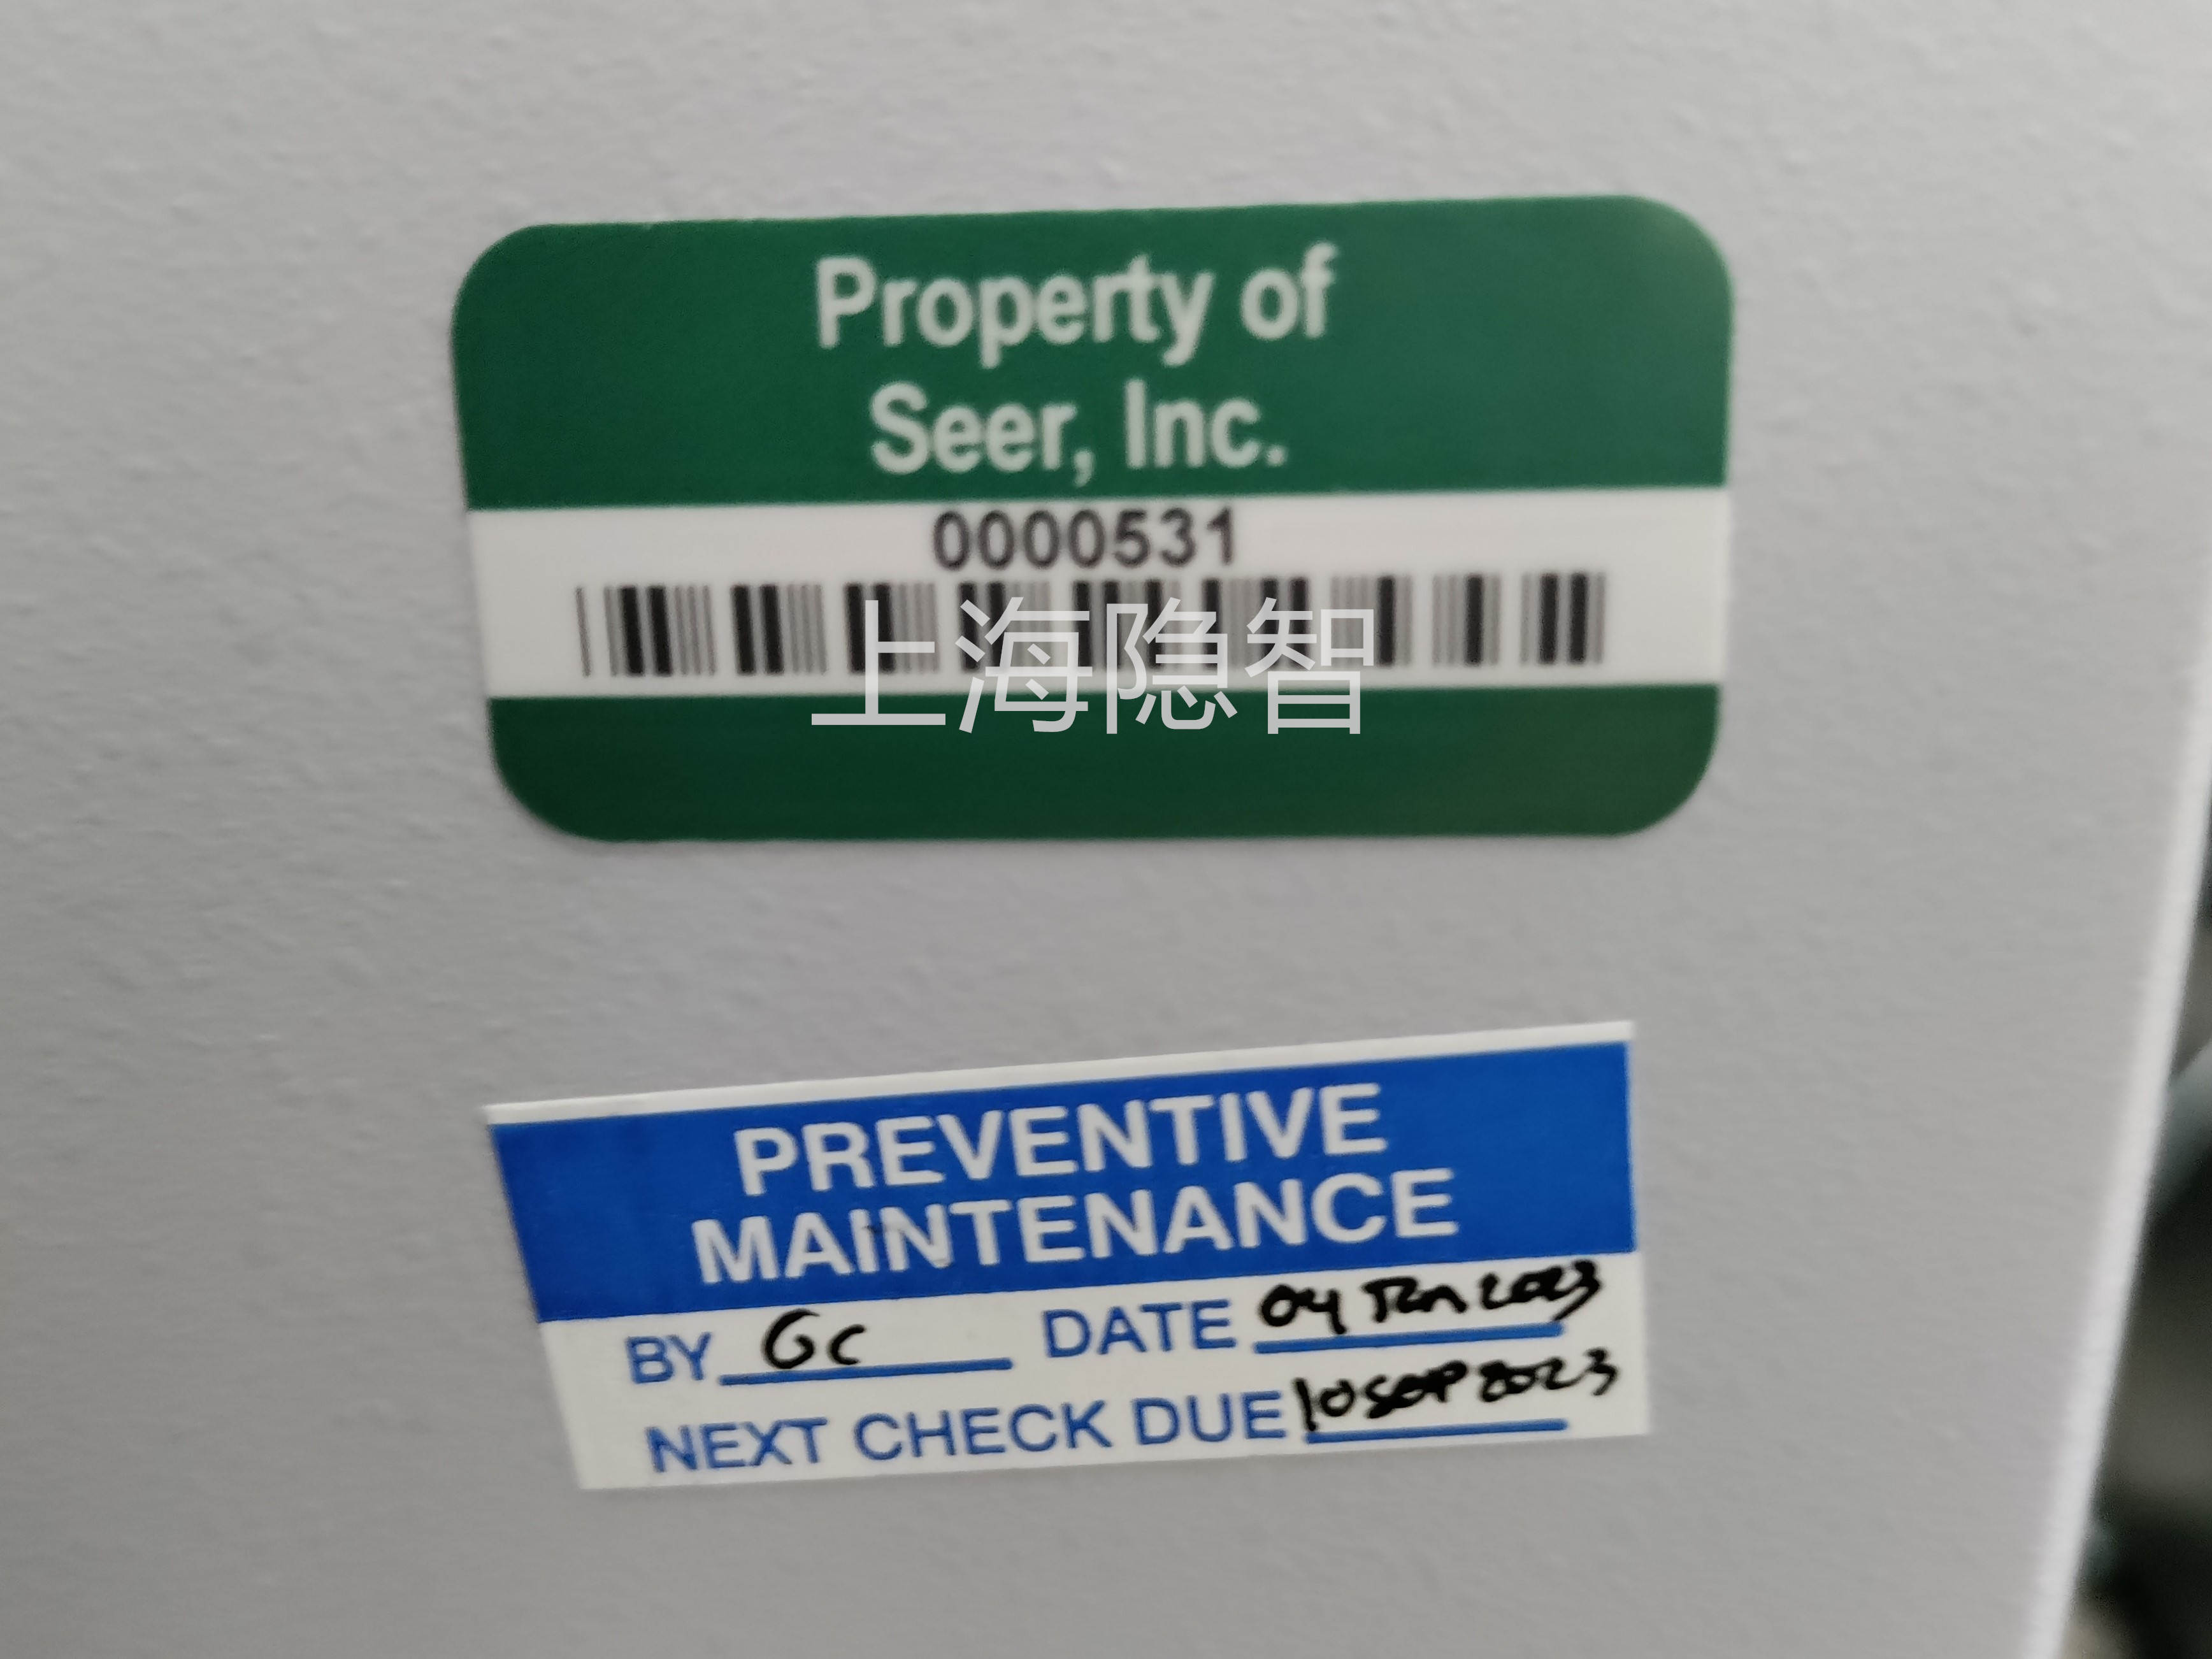 Property of
Seer, Inc.
0000531
上海隐智
PREVENTIVE
MAINTENANCE
BY GC DATE 04 Jan 2023
NEXT CHECK DUE 10 SEP 2023